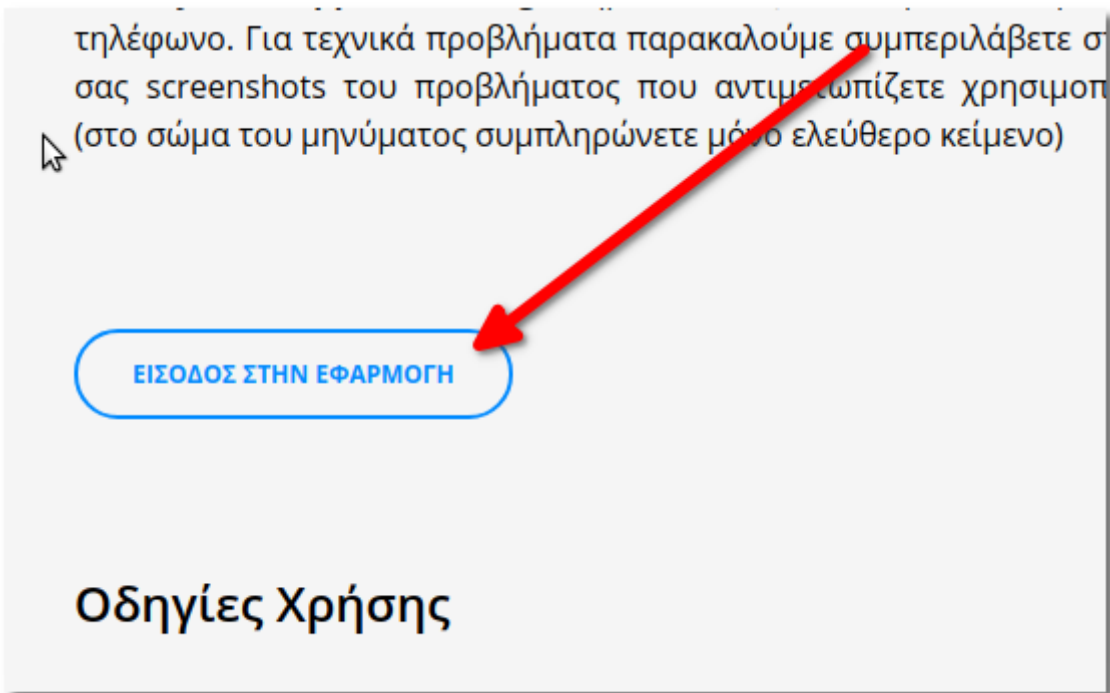 τηλέφωνο. Για τεχνικά προβλήματα παρακαλούμε συμπεριλάβετε
σας screenshots του προβλήματος που αντιμετωπίζετε
(στο σώμα του μηνύματος συμπληρώνετε μόνο ελεύθερο κείμενο)
ΕΙΣΟΔΟΣ ΣΤΗΝ ΕΦΑΡΜΟΓΗ
Οδηγίες Χρήσης